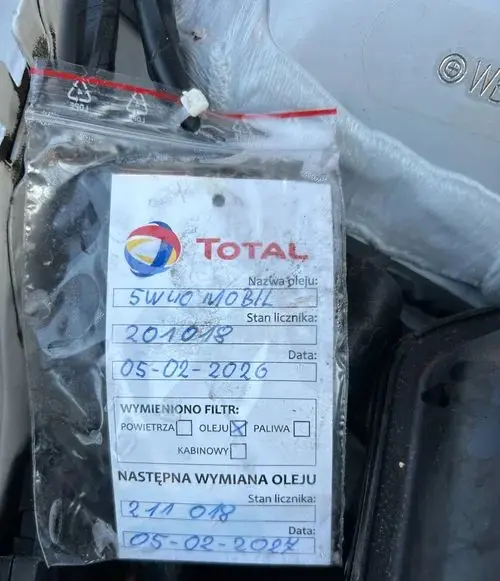 WE
TOTAL
Nazwa oleju:
5W40 MOBIL
Stan licznika:
201018
Data:
05-02-2026
WYMIENIONO FILTR:
POWIETRZA OLEJU PALIWA
KABINOWY
NASTĘPNA WYMIANA OLEJU
Stan licznika:
211 018
Data:
05-02-2027